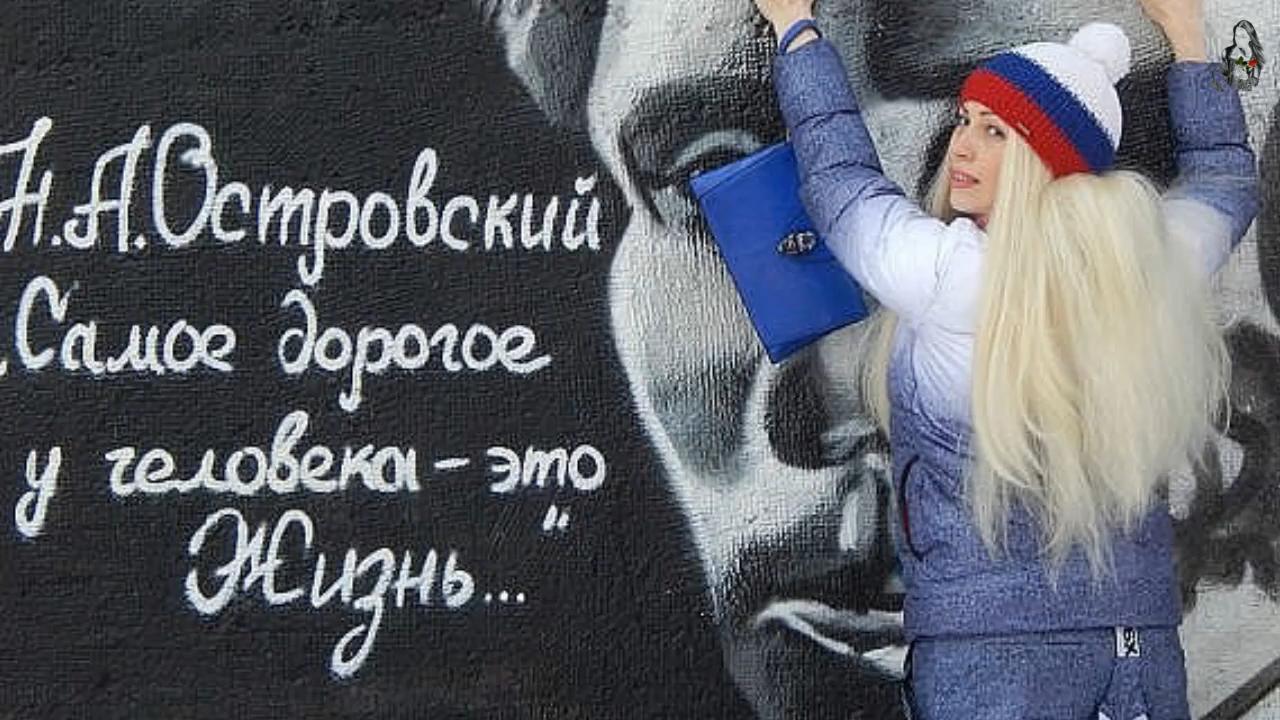 Н.А.Островский
„Самое дорогое
у человека - это
Жизнь..."